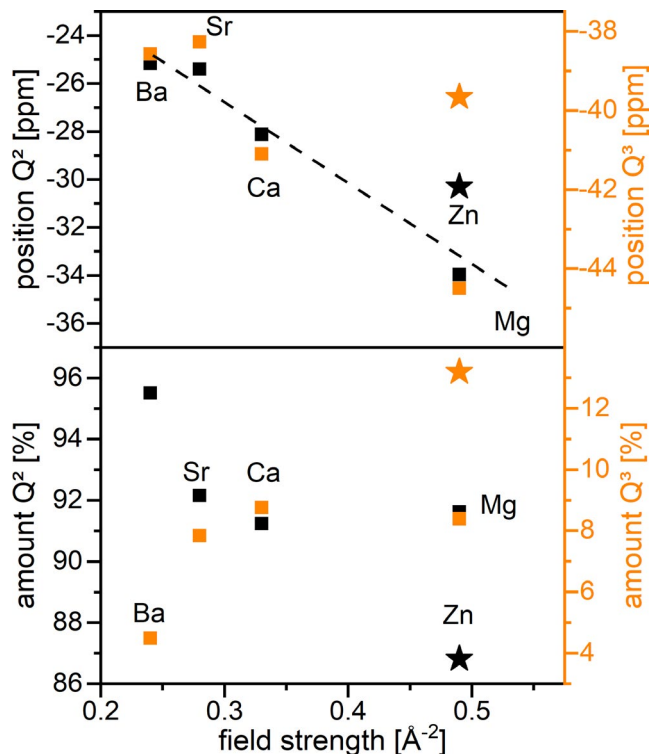 -24
-26
-28
-30
-32
-34
-36
position Q² [ppm]
Sr
Ba
Ca
Zn
Mg
-38
-40
-42
-44
position Q³ [ppm]
96
94
92
90
88
86
amount Q² [%]
Sr
Ca
Mg
Ba
Zn
12
10
8
6
4
amount Q³ [%]
0.2
0.3
0.4
0.5
field strength [Å⁻²]